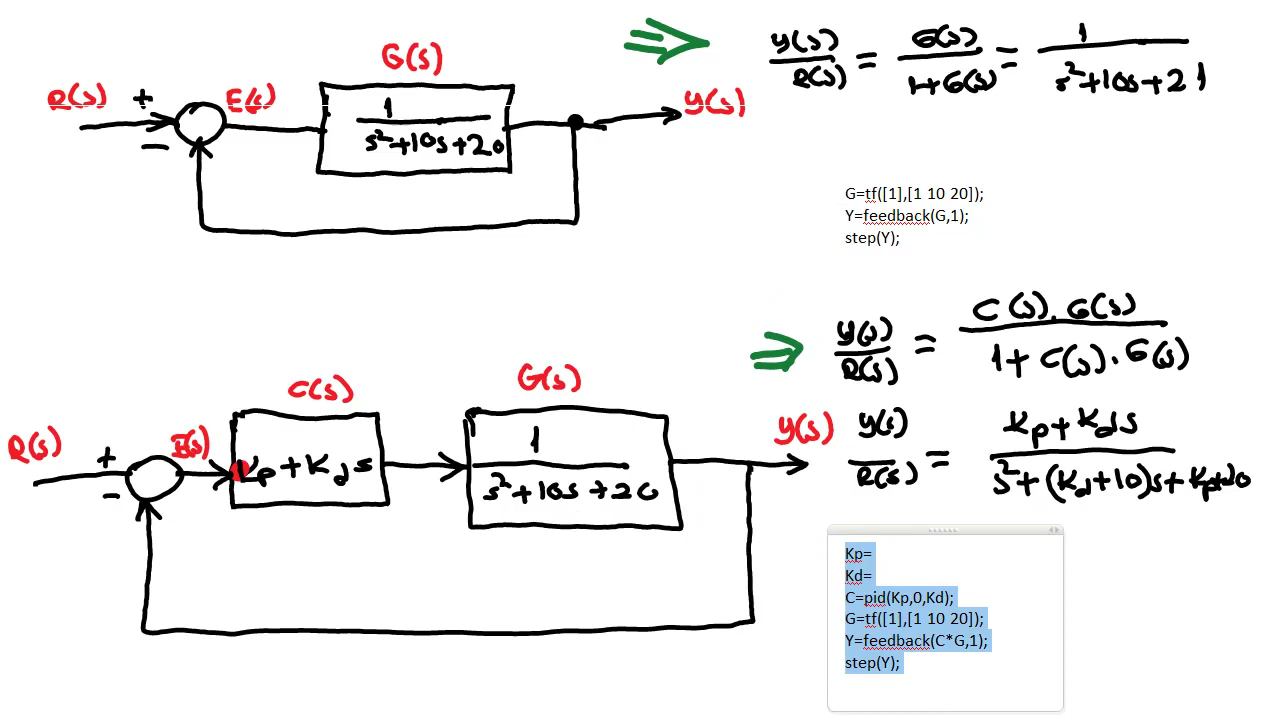 G(s)
R(s) + E(s) 1 Y(s)
−
s²+10s+20
Y(s)/R(s) = G(s)/1+G(s) = 1/s²+10s+21
G=tf([1],[1 10 20]);
Y=feedback(G,1);
step(Y);
Y(s)/R(s) = C(s).G(s)/1+C(s).G(s)
C(s) G(s)
R(s) + E(s) Kp+Kds 1 Y(s)
−
s²+10s+20
Y(s)/R(s) = Kp+Kds/s²+(Kd+10)s+Kp+20
Kp=
Kd=
C=pid(Kp,0,Kd);
G=tf([1],[1 10 20]);
Y=feedback(C*G,1);
step(Y);